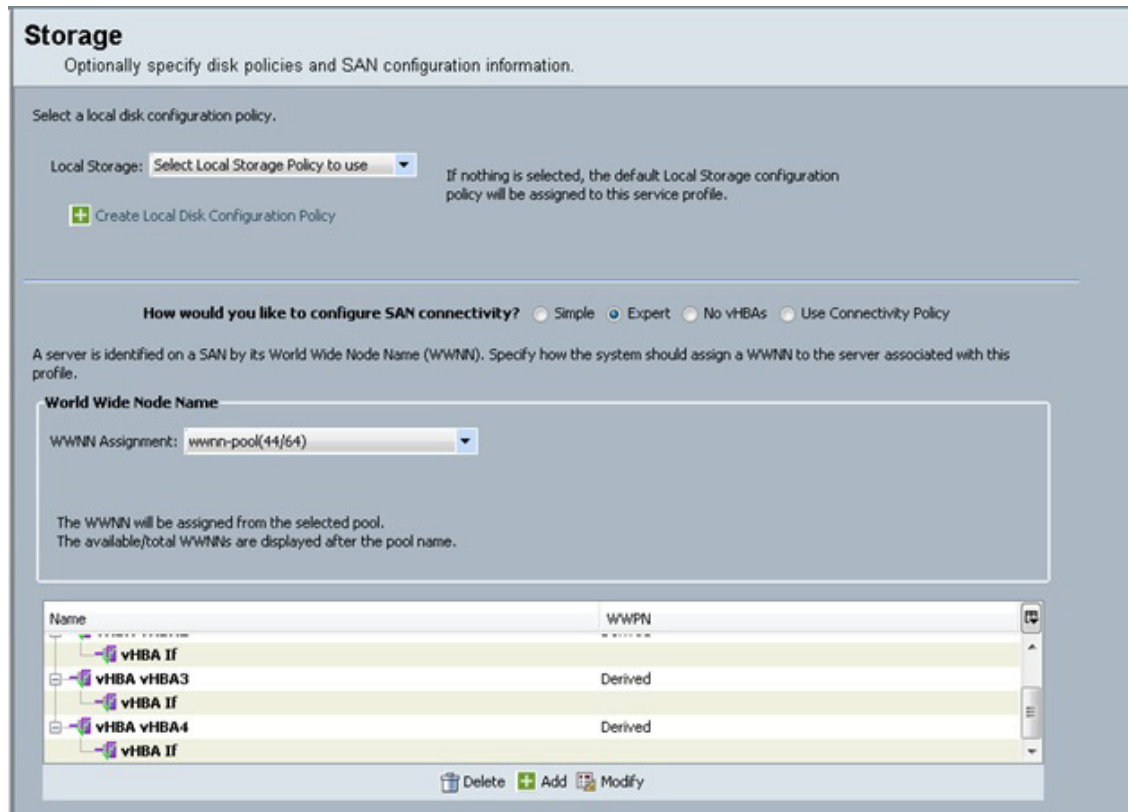 Storage
Optionally specify disk policies and SAN configuration information.
Select a local disk configuration policy.
Local Storage: Select Local Storage Policy to use
If nothing is selected, the default Local Storage configuration
policy will be assigned to this service profile.
Create Local Disk Configuration Policy
How would you like to configure SAN connectivity? Simple Expert No vHBAs Use Connectivity Policy
A server is identified on a SAN by its World Wide Node Name (WWNN). Specify how the system should assign a WWNN to the server associated with this
profile.
World Wide Node Name
WWNN Assignment: wwnn-pool(44/64)
The WWNN will be assigned from the selected pool.
The available/total WWNNs are displayed after the pool name.
Name WWPN
vHBA If
vHBA vHBA3 Derived
vHBA If
vHBA vHBA4 Derived
vHBA If
Delete Add Modify